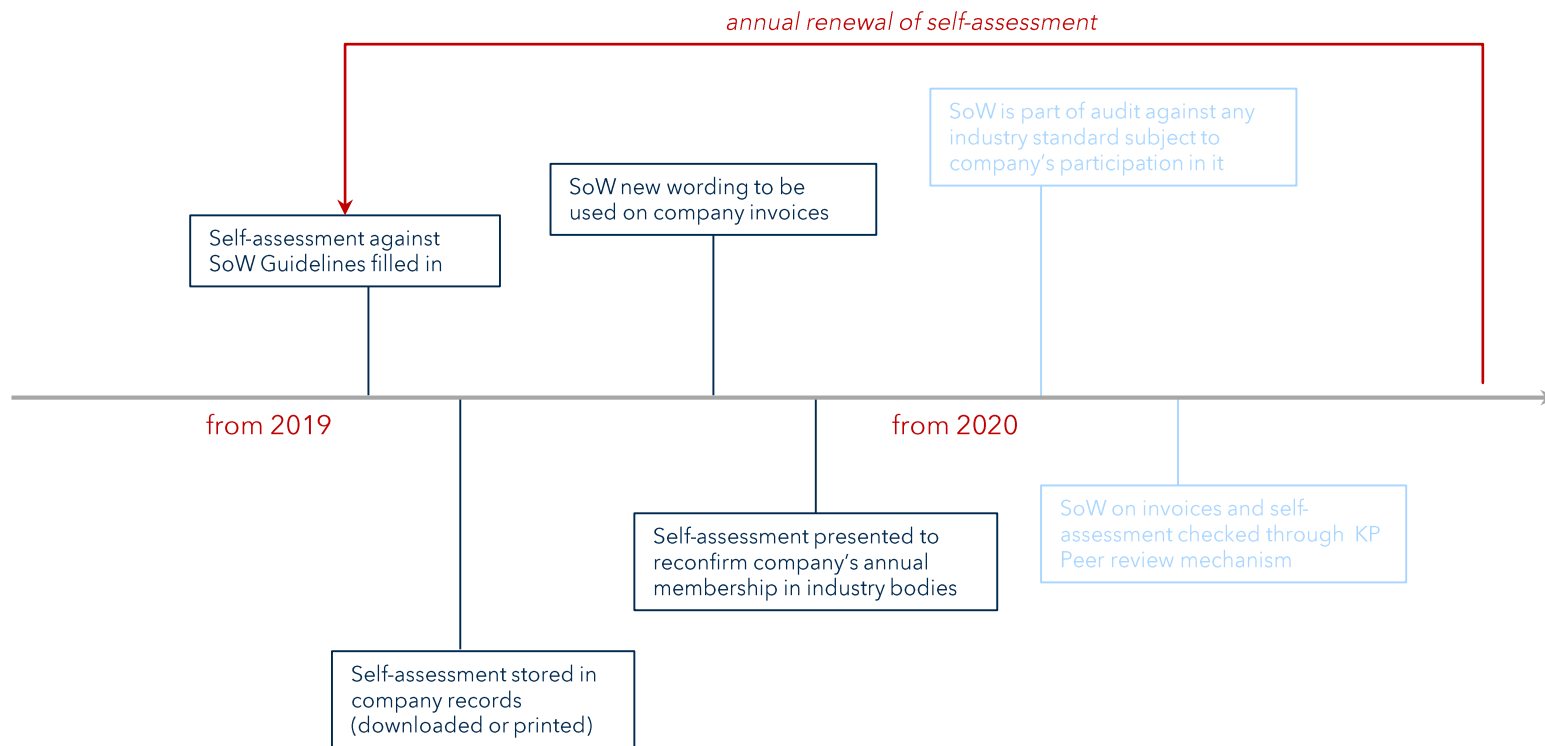 annual renewal of self-assessment
SoW is part of audit against any
industry standard subject to
company's participation in it
SoW new wording to be
used on company invoices
Self-assessment against
SoW Guidelines filled in
from 2019
from 2020
SoW on invoices and self-
assessment checked through KP
Peer review mechanism
Self-assessment presented to
reconfirm company's annual
membership in industry bodies
Self-assessment stored in
company records
(downloaded or printed)